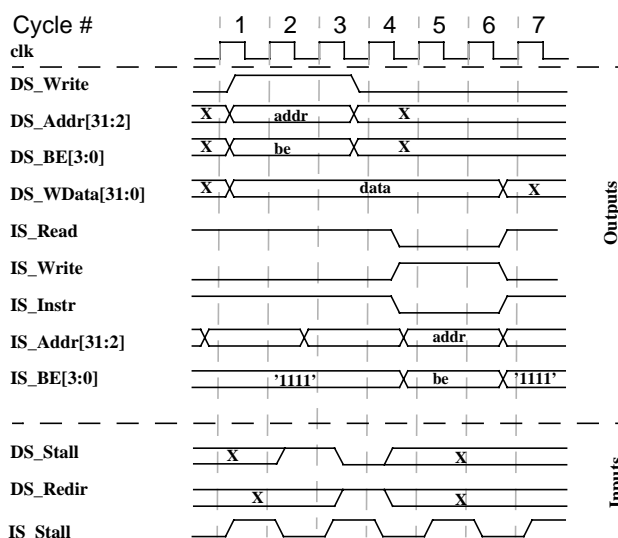 Cycle # 1 2 3 4 5 6 7
clk
DS_Write
DS_Addr[31:2] X addr X
DS_BE[3:0] X be X
DS_WData[31:0] X data X
IS_Read
IS_Write
IS_Instr
IS_Addr[31:2] addr
IS_BE[3:0] '1111' be '1111'
Outputs
DS_Stall X X
DS_Redir X X
IS_Stall
Inputs